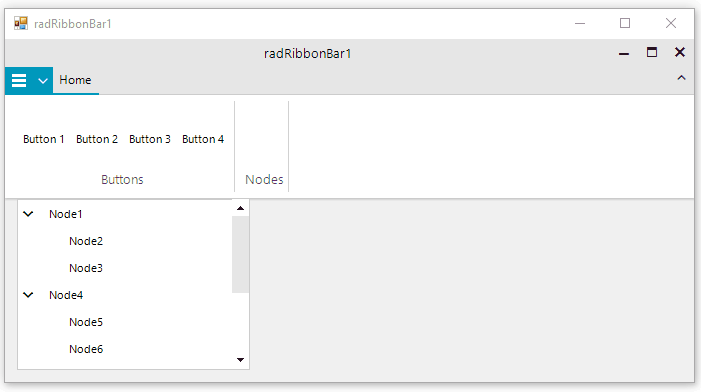 radRibbonBar1
radRibbonBar1
Home
Button 1 Button 2 Button 3 Button 4
Buttons Nodes
Node1
Node2
Node3
Node4
Node5
Node6